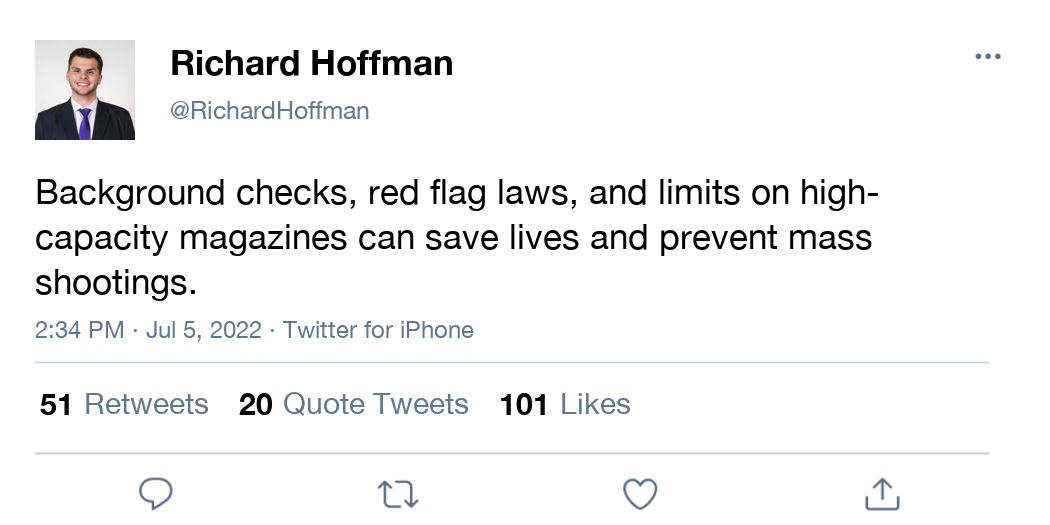 Richard Hoffman
@RichardHoffman
Background checks, red flag laws, and limits on high-
capacity magazines can save lives and prevent mass
shootings.
2:34 PM · Jul 5, 2022 · Twitter for iPhone
51 Retweets 20 Quote Tweets 101 Likes